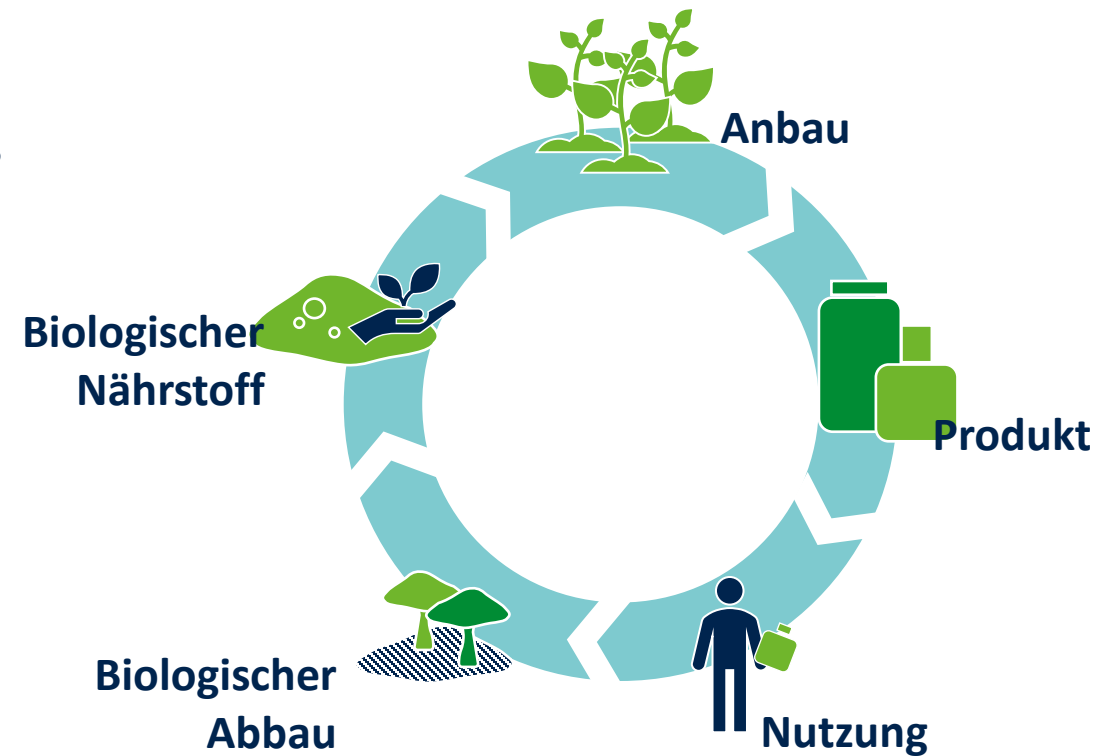 Anbau
Produkt
Nutzung
Biologischer
Abbau
Biologischer
Nährstoff